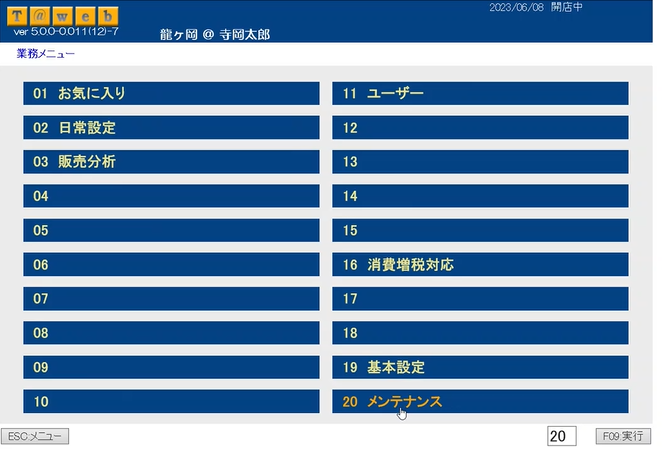 T@web
2023/06/08 開店中
ver 5.0.0-0.011(12)-7
龍ヶ岡 @ 寺岡太郎
業務メニュー
01 お気に入り
02 日常設定
03 販売分析
04
05
06
07
08
09
10
11 ユーザー
12
13
14
15
16 消費増税対応
17
18
19 基本設定
20 メンテナンス
ESC:メニュー
20
F09:実行